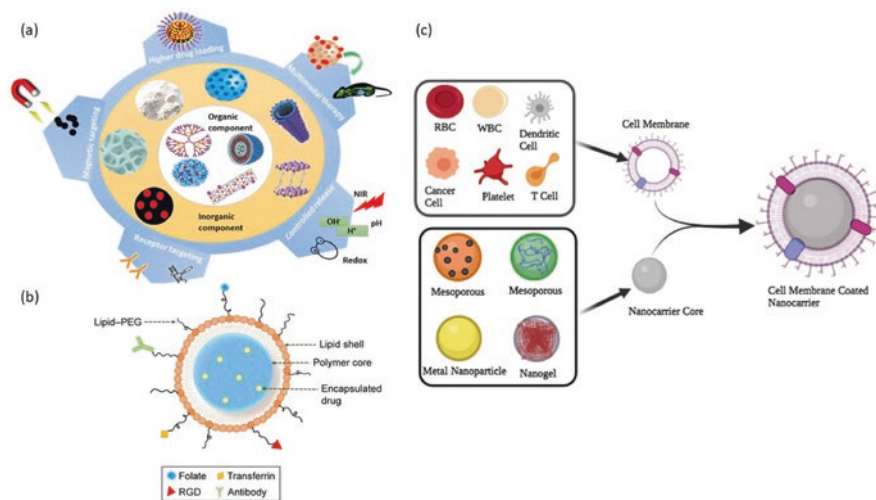 (a)
Higher drug loading
Multimodal therapy
Magnetic targeting
Organic
component
Inorganic
component
Controlled release
NIR
OH-
pH
H+
Redox
Receptor targeting
(b)
Lipid–PEG
Lipid shell
Polymer core
Encapsulated
drug
Folate
Transferrin
RGD
Antibody
(c)
RBC
WBC
Dendritic
Cell
Cancer
Cell
Platelet
T Cell
Cell Membrane
Mesoporous
Mesoporous
Metal Nanoparticle
Nanogel
Nanocarrier Core
Cell Membrane Coated
Nanocarrier